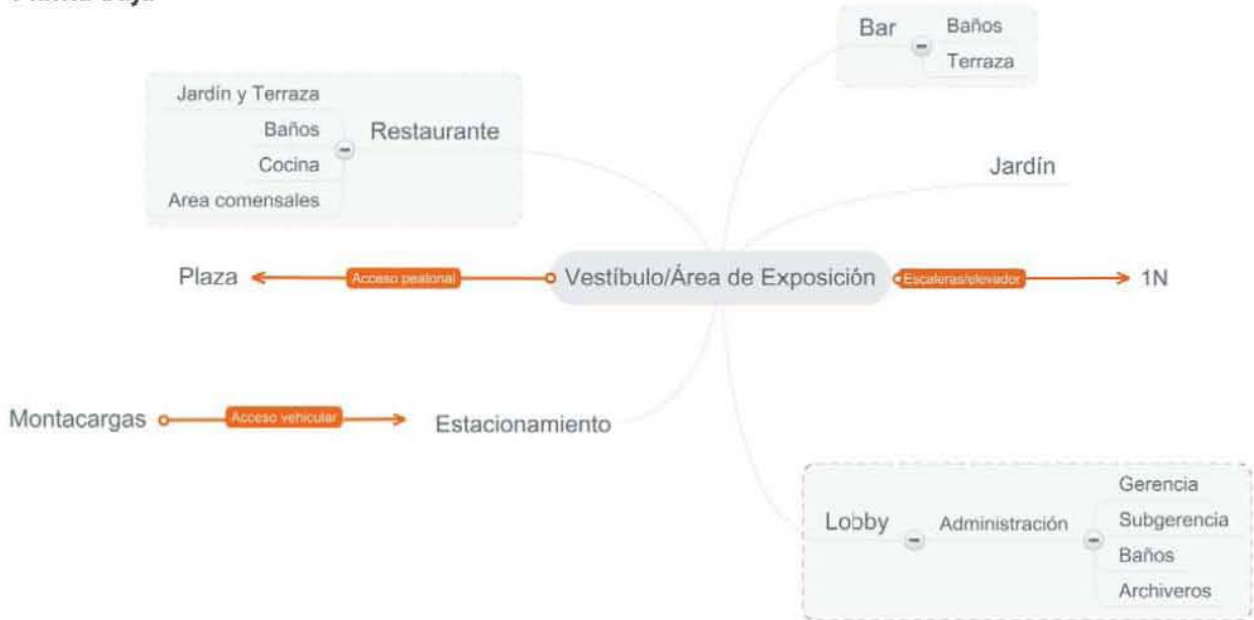 Bar
Baños
Terraza
Jardín y Terraza
Baños
Cocina
Area comensales
Restaurante
Jardín
Plaza
Acceso peatonal
Vestíbulo/Área de Exposición
Escaleras/elevador
1N
Montacargas
Acceso vehicular
Estacionamiento
Lobby
Administración
Gerencia
Subgerencia
Baños
Archiveros